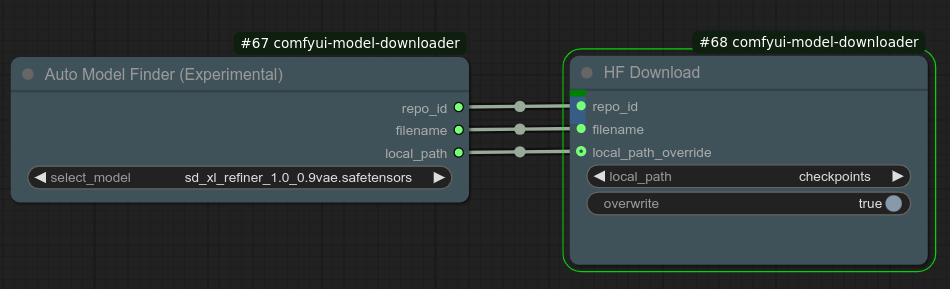 #67 comfyui-model-downloader
Auto Model Finder (Experimental)
repo_id
filename
local_path
select_model sd_xl_refiner_1.0_0.9vae.safetensors
#68 comfyui-model-downloader
HF Download
repo_id
filename
local_path_override
local_path checkpoints
overwrite true